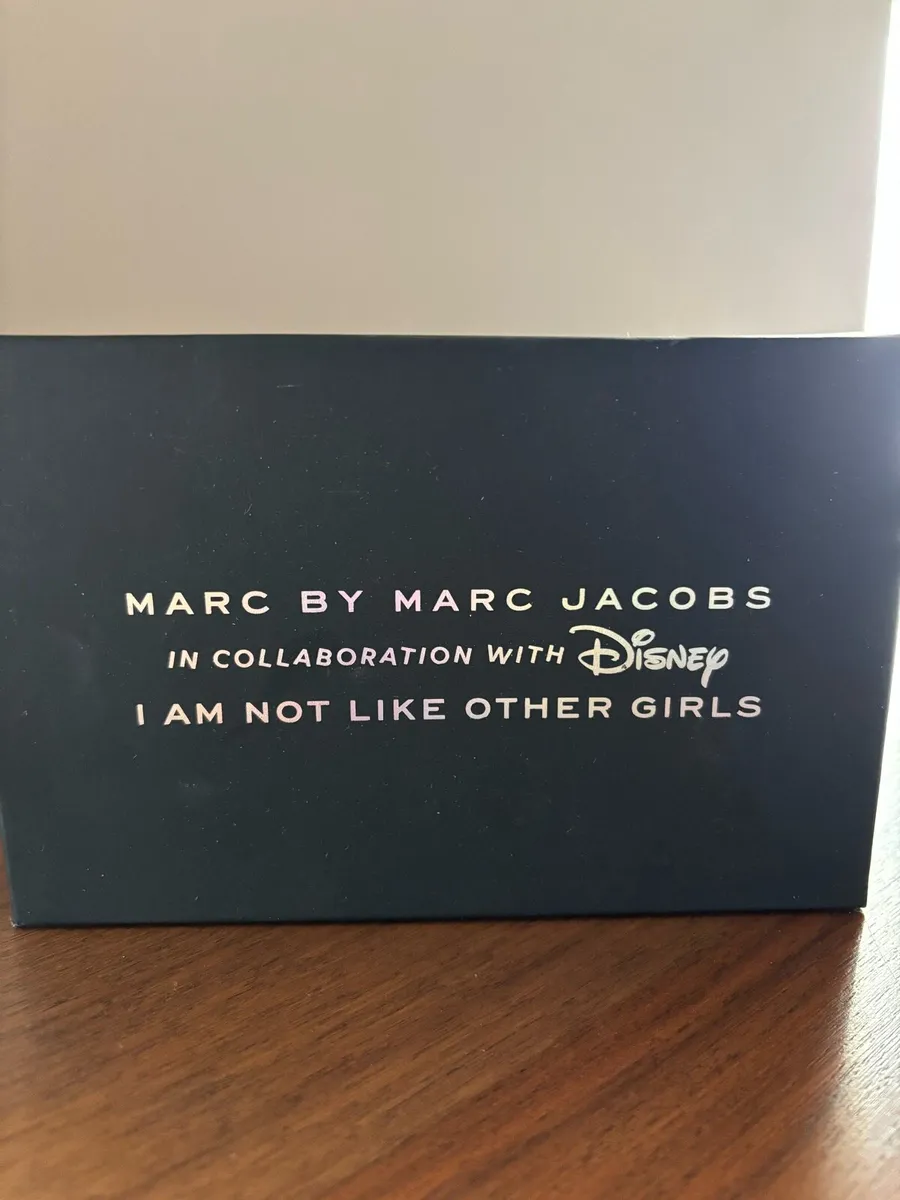 MARC BY MARC JACOBS
IN COLLABORATION WITH Disney
I AM NOT LIKE OTHER GIRLS